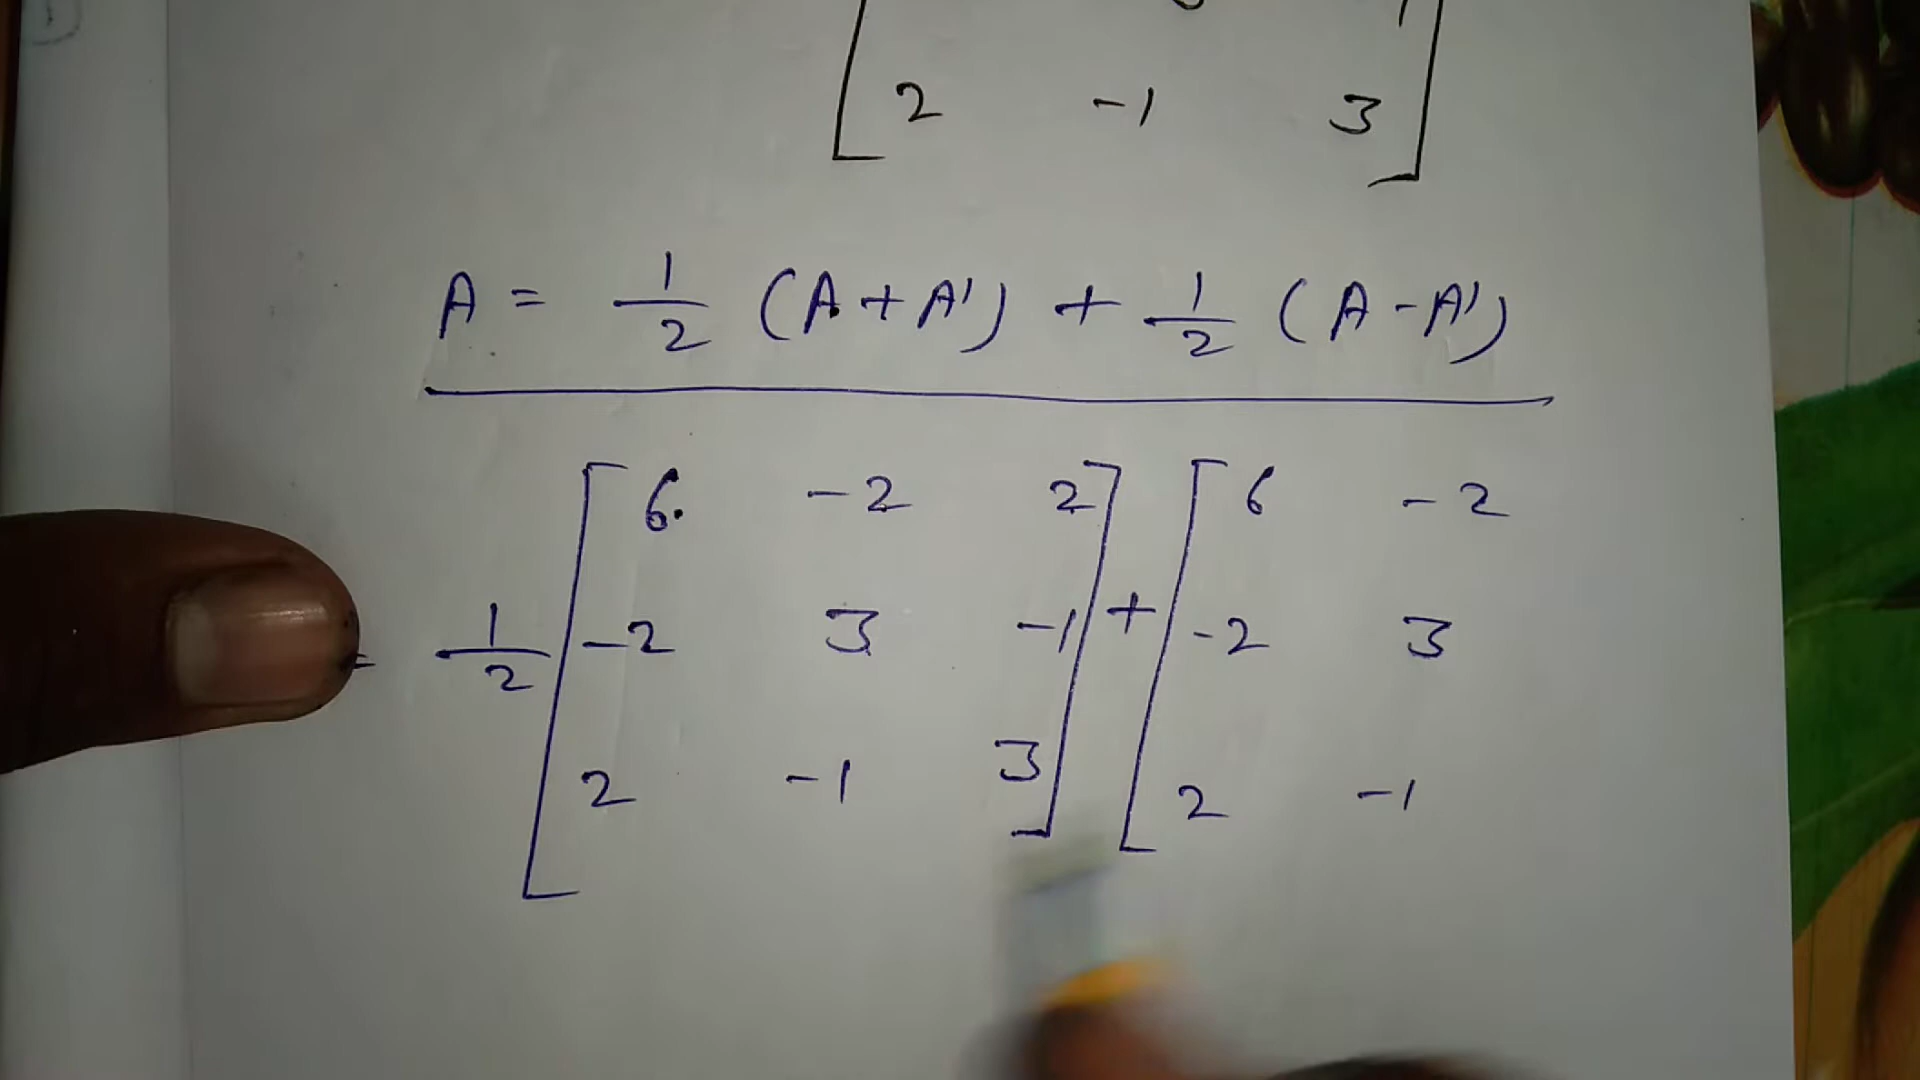 2 -1 3
A = 1/2 (A + A') + 1/2 (A - A')
6 -2 2 6 -2
= 1/2 -2 3 -1 + -2 3
2 -1 3 2 -1